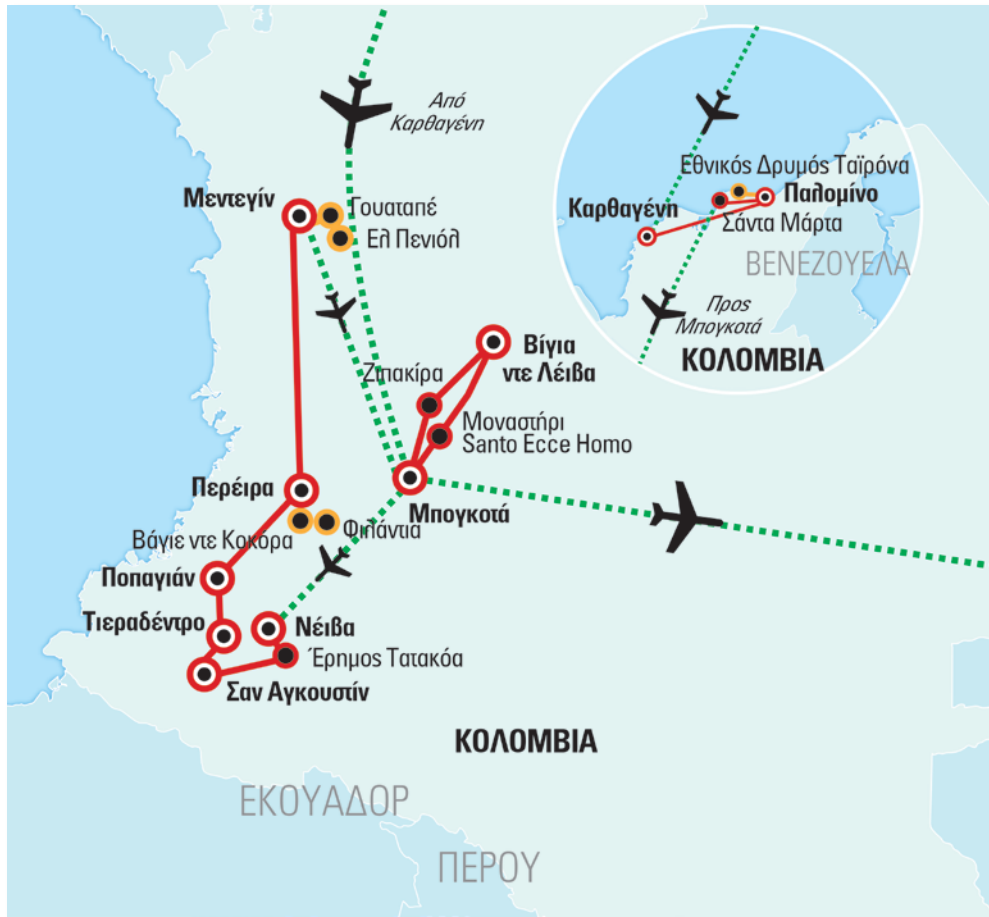 Από
Καρθαγένη
Μεντεγίν
Γουαταπέ
Ελ Πενιόλ
Εθνικός Δρυμός Ταϊρόνα
Παλομίνο
Καρθαγένη
Σάντα Μάρτα
ΒΕΝΕΖΟΥΕΛΑ
Προς
Μπογκοτά
ΚΟΛΟΜΒΙΑ
Βίγια
ντε Λέιβα
Ζιπακίρα
Μοναστήρι
Santo Ecce Homo
Μπογκοτά
Περέιρα
Φιλάντια
Βάγιε ντε Κοκόρα
Ποπαγιάν
Τιεραδέντρο
Νέιβα
Έρημος Τατακόα
Σαν Αγκουστίν
ΚΟΛΟΜΒΙΑ
ΕΚΟΥΑΔΟΡ
ΠΕΡΟΥ